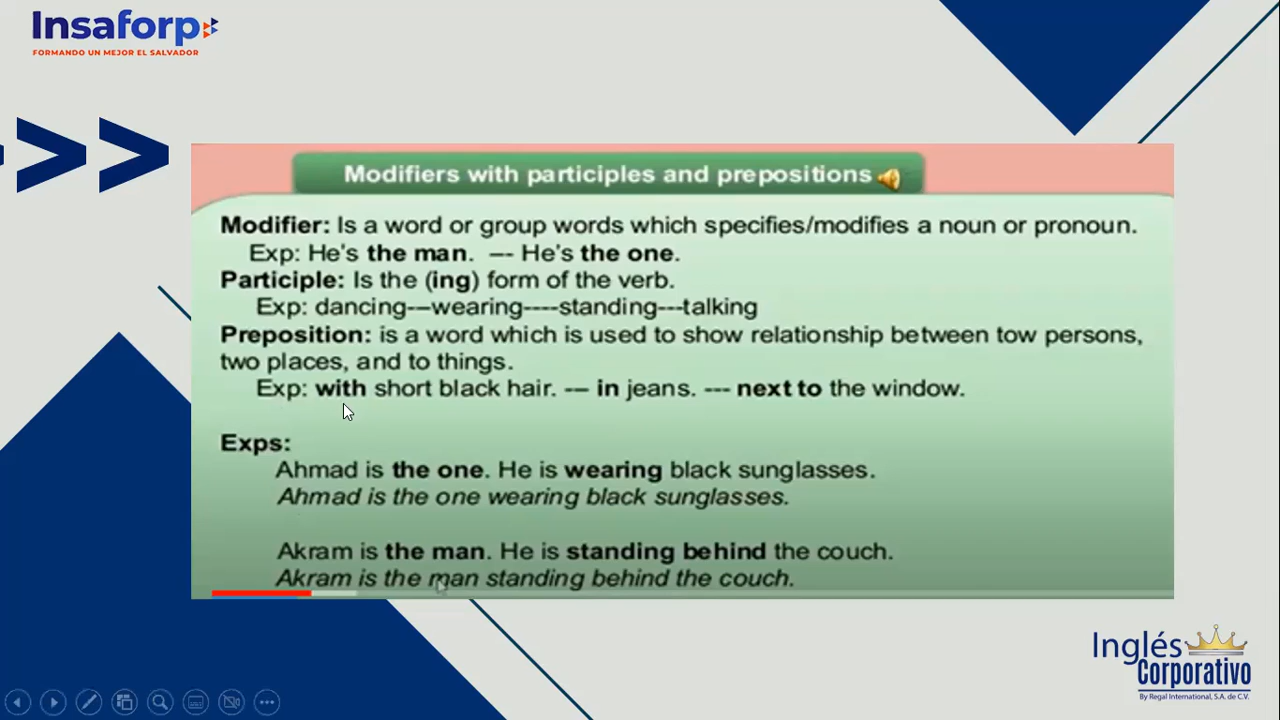 Insaforp
FORMANDO UN MEJOR EL SALVADOR
>>>
Modifiers with participles and prepositions
Modifier: Is a word or group words which specifies/modifies a noun or pronoun.
Exp: He's the man. --- He's the one.
Participle: Is the (ing) form of the verb.
Exp: dancing---wearing----standing---talking
Preposition: is a word which is used to show relationship between tow persons,
two places, and to things.
Exp: with short black hair. --- in jeans. --- next to the window.
Exps:
Ahmad is the one. He is wearing black sunglasses.
Ahmad is the one wearing black sunglasses.
Akram is the man. He is standing behind the couch.
Akram is the man standing behind the couch.
Inglés
Corporativo
By Regal International, S.A. de C.V.